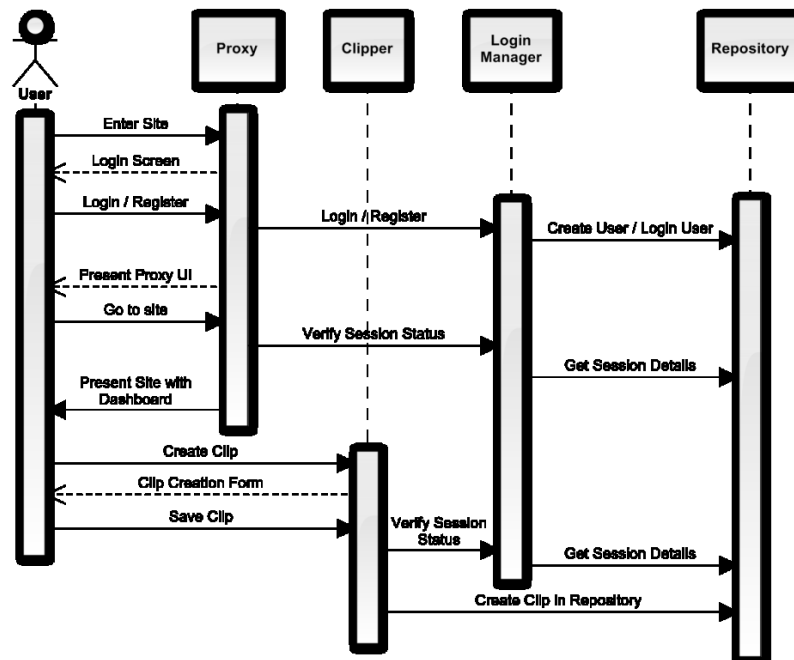 Proxy
Clipper
Login
Manager
Repository
User
Enter Site
Login Screen
Login / Register
Login / Register
Create User / Login User
Present Proxy UI
Go to site
Verify Session Status
Get Session Details
Present Site with
Dashboard
Create Clip
Clip Creation Form
Save Clip
Verify Session
Status
Get Session Details
Create Clip in Repository